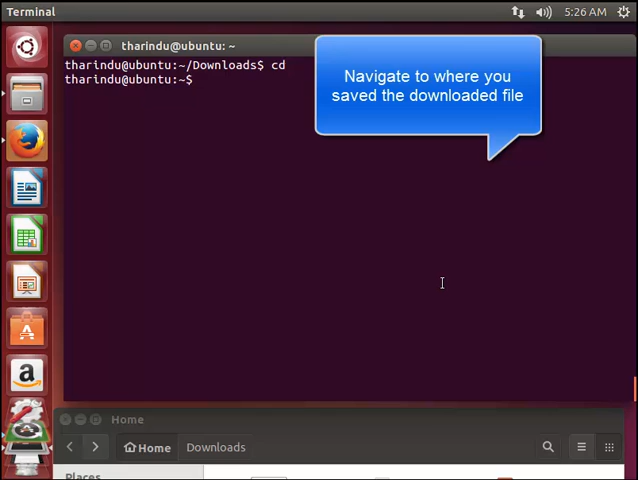 Terminal
5:26 AM
tharindu@ubuntu: ~
tharindu@ubuntu:~/Downloads$ cd
tharindu@ubuntu:~$
Navigate to where you
saved the downloaded file
Home
Home Downloads
Places